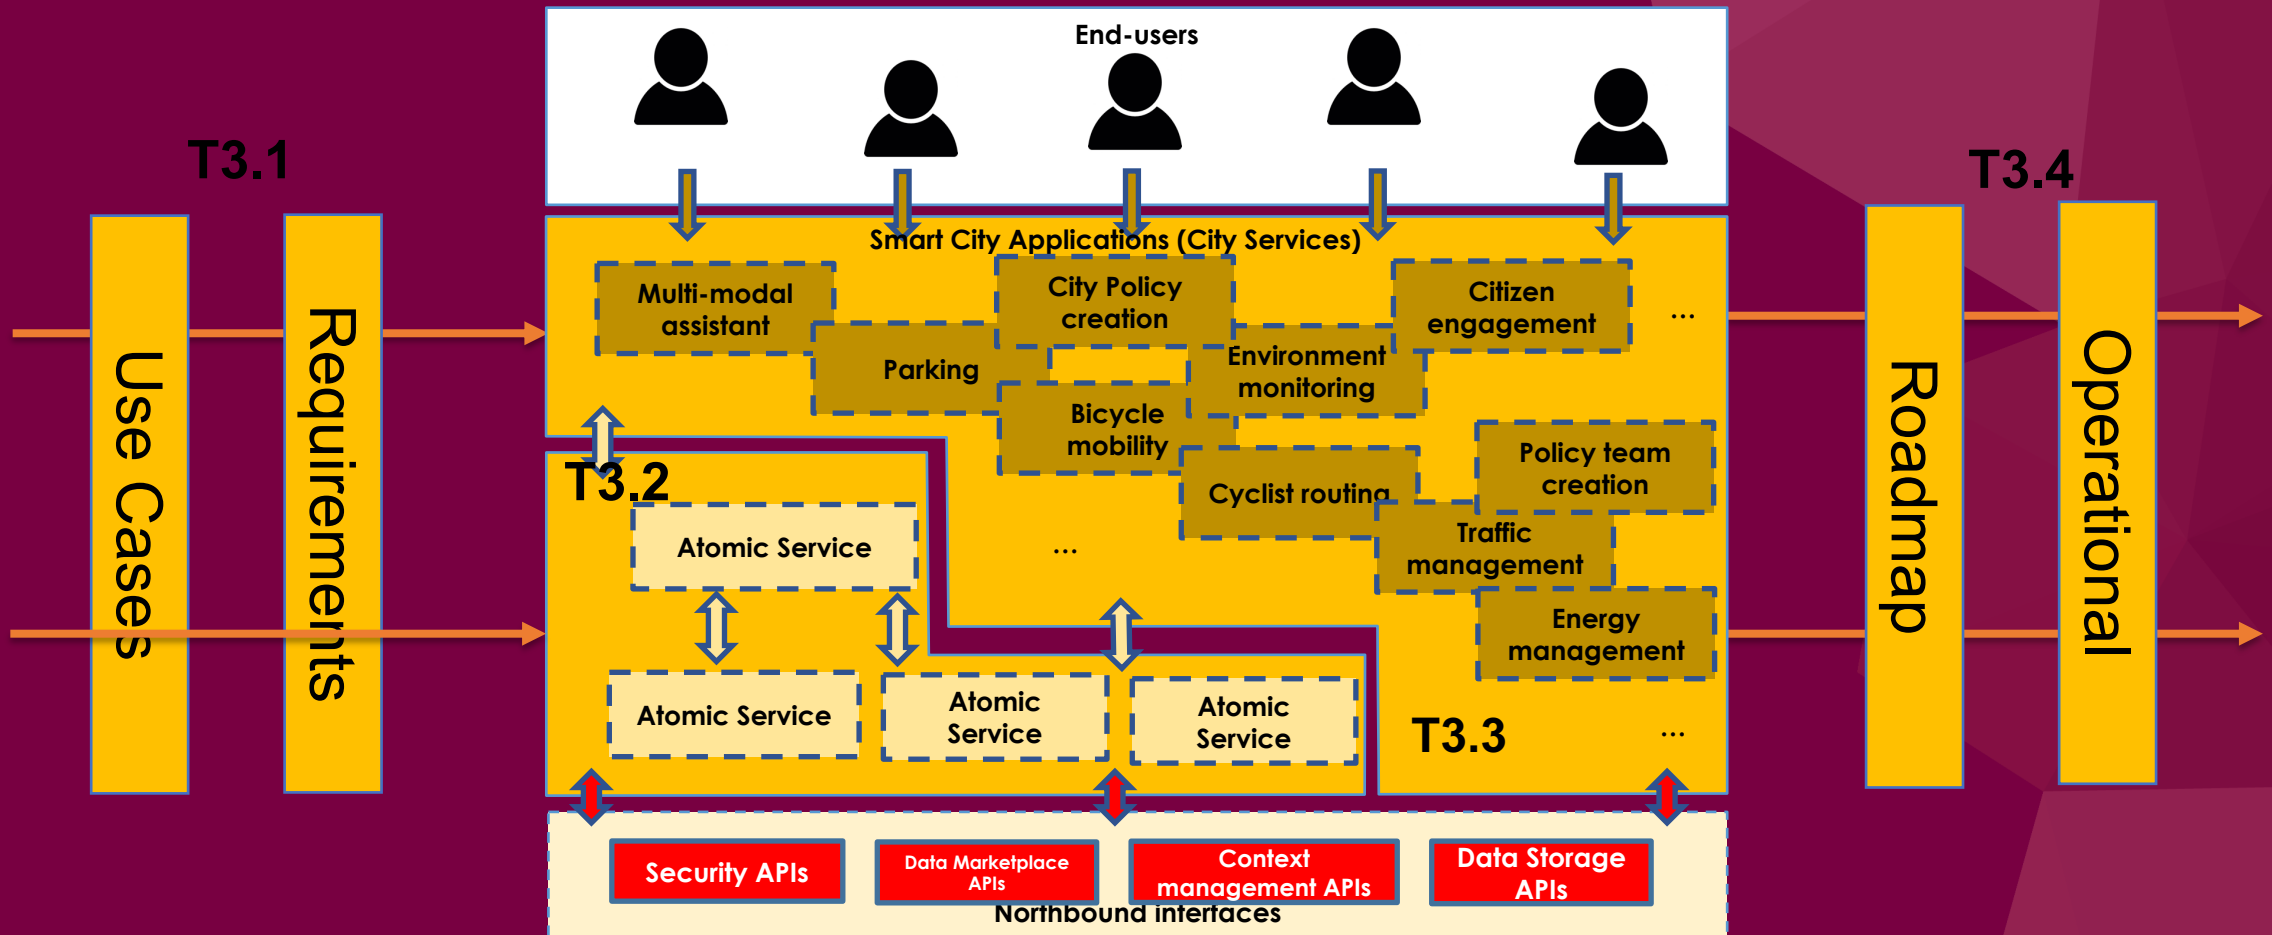 End-users
T3.1
T3.4
Use Cases
Requirements
Smart City Applications (City Services)
Multi-modal
assistant
City Policy
creation
Citizen
engagement
...
Parking
Environment
monitoring
Bicycle
mobility
Policy team
creation
Cyclist routing
Traffic
management
...
Energy
management
T3.3
...
T3.2
Atomic Service
Atomic Service
Atomic
Service
Atomic
Service
Roadmap
Operational
Security APIs
Data Marketplace
APIs
Context
management APIs
Data Storage
APIs
Northbound interfaces